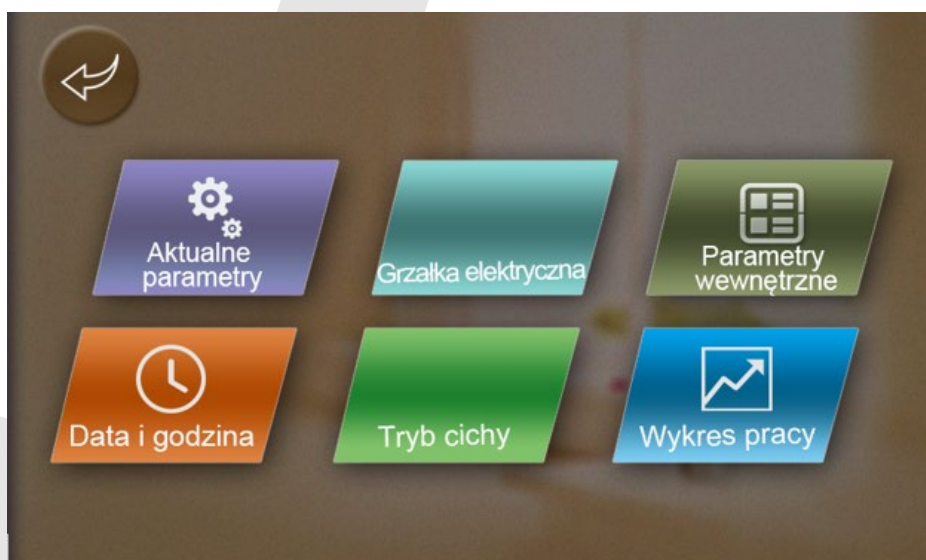 Aktualne
parametry
Grzałka elektryczna
Parametry
wewnętrzne
Data i godzina
Tryb cichy
Wykres pracy